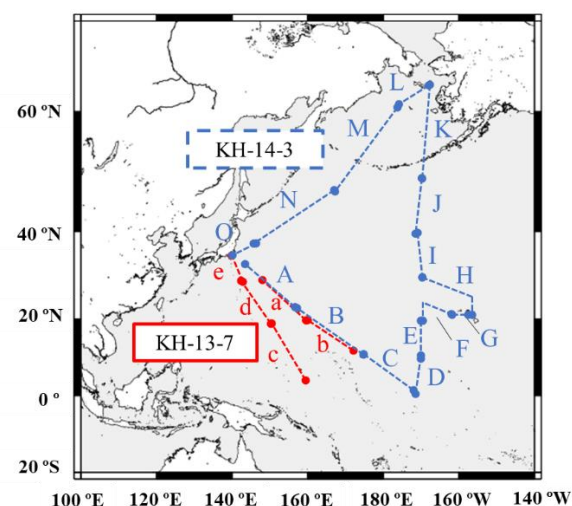 60 °N
L
M
K
KH-14-3
N
J
40 °N
O
I
e
A
H
a
d
B
20 °N
E
b
F
G
KH-13-7
c
C
D
0 °
20 °S
100 °E
120 °E
140 °E
160 °E
180 °E
160 °W
140 °W